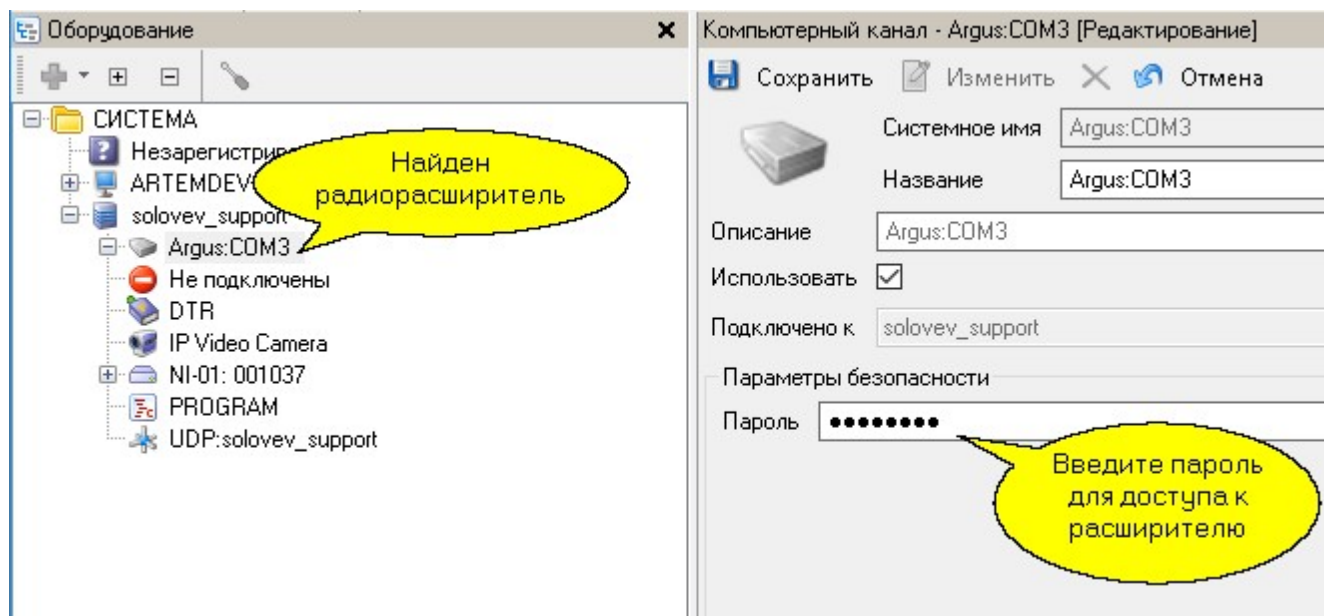 Оборудование
СИСТЕМА
Найден
радиорасширитель
solovev_support
Argus:COM3
Не подключены
DTR
IP Video Camera
NI-01: 001037
PROGRAM
UDP:solovev_support
Компьютерный канал - Argus:COM3 [Редактирование]
Сохранить Изменить Отмена
Системное имя Argus:COM3
Название Argus:COM3
Описание Argus:COM3
Использовать
Подключено к solovev_support
Параметры безопасности
Пароль ●●●●●●●●
Введите пароль
для доступа к
расширителю